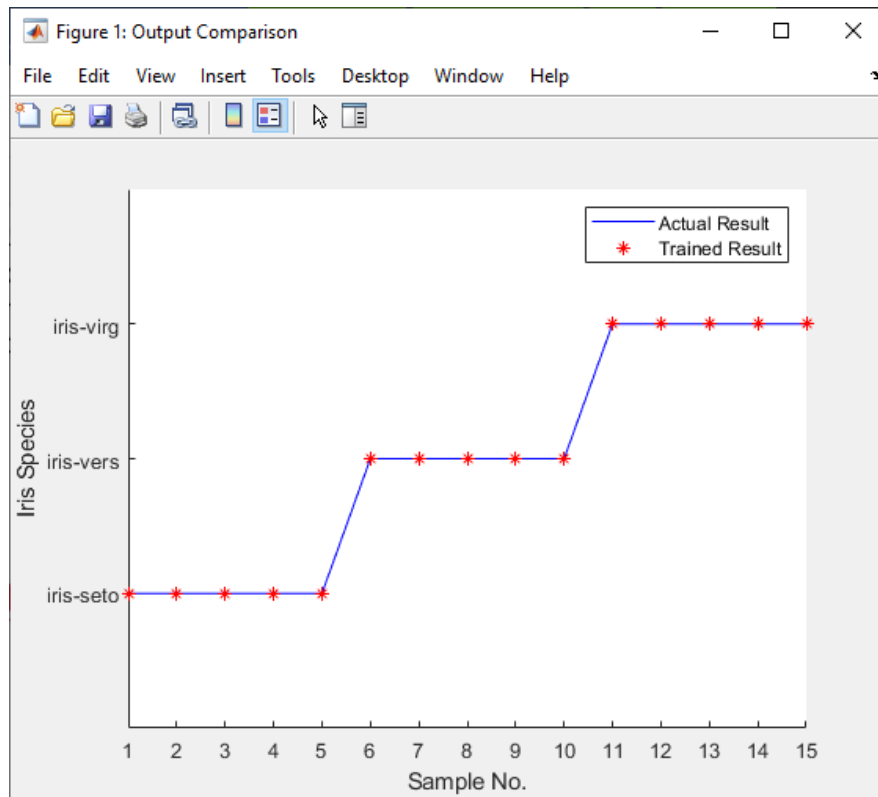 Figure 1: Output Comparison
File Edit View Insert Tools Desktop Window Help
Actual Result
Trained Result
iris-virg
iris-vers
iris-seto
Iris Species
1 2 3 4 5 6 7 8 9 10 11 12 13 14 15
Sample No.